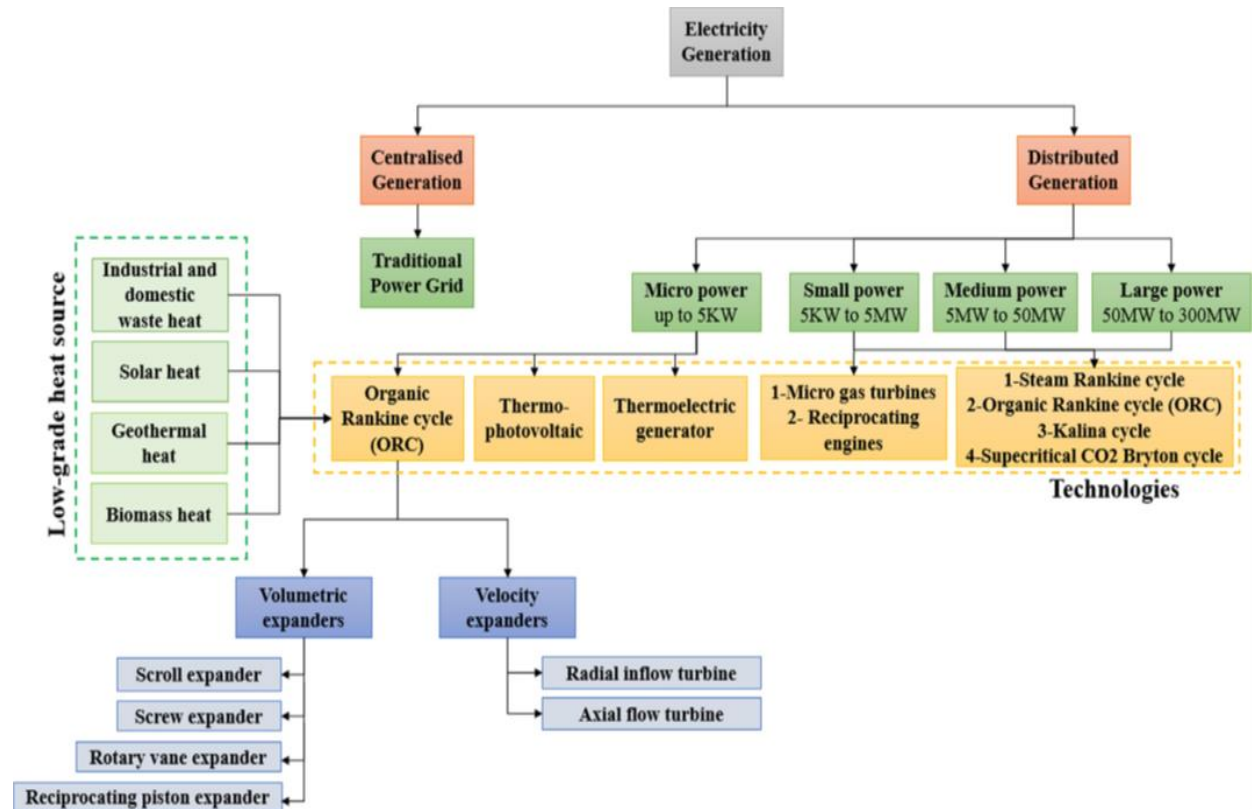 Electricity
Generation
Centralised
Generation
Distributed
Generation
Traditional
Power Grid
Micro power
up to 5KW
Small power
5KW to 5MW
Medium power
5MW to 50MW
Large power
50MW to 300MW
Low-grade heat source
Industrial and
domestic
waste heat
Solar heat
Geothermal
heat
Biomass heat
Organic
Rankine cycle
(ORC)
Thermo-
photovoltaic
Thermoelectric
generator
1-Micro gas turbines
2- Reciprocating
engines
1-Steam Rankine cycle
2-Organic Rankine cycle (ORC)
3-Kalina cycle
4-Supecritical CO2 Bryton cycle
Technologies
Volumetric
expanders
Velocity
expanders
Scroll expander
Screw expander
Rotary vane expander
Reciprocating piston expander
Radial inflow turbine
Axial flow turbine